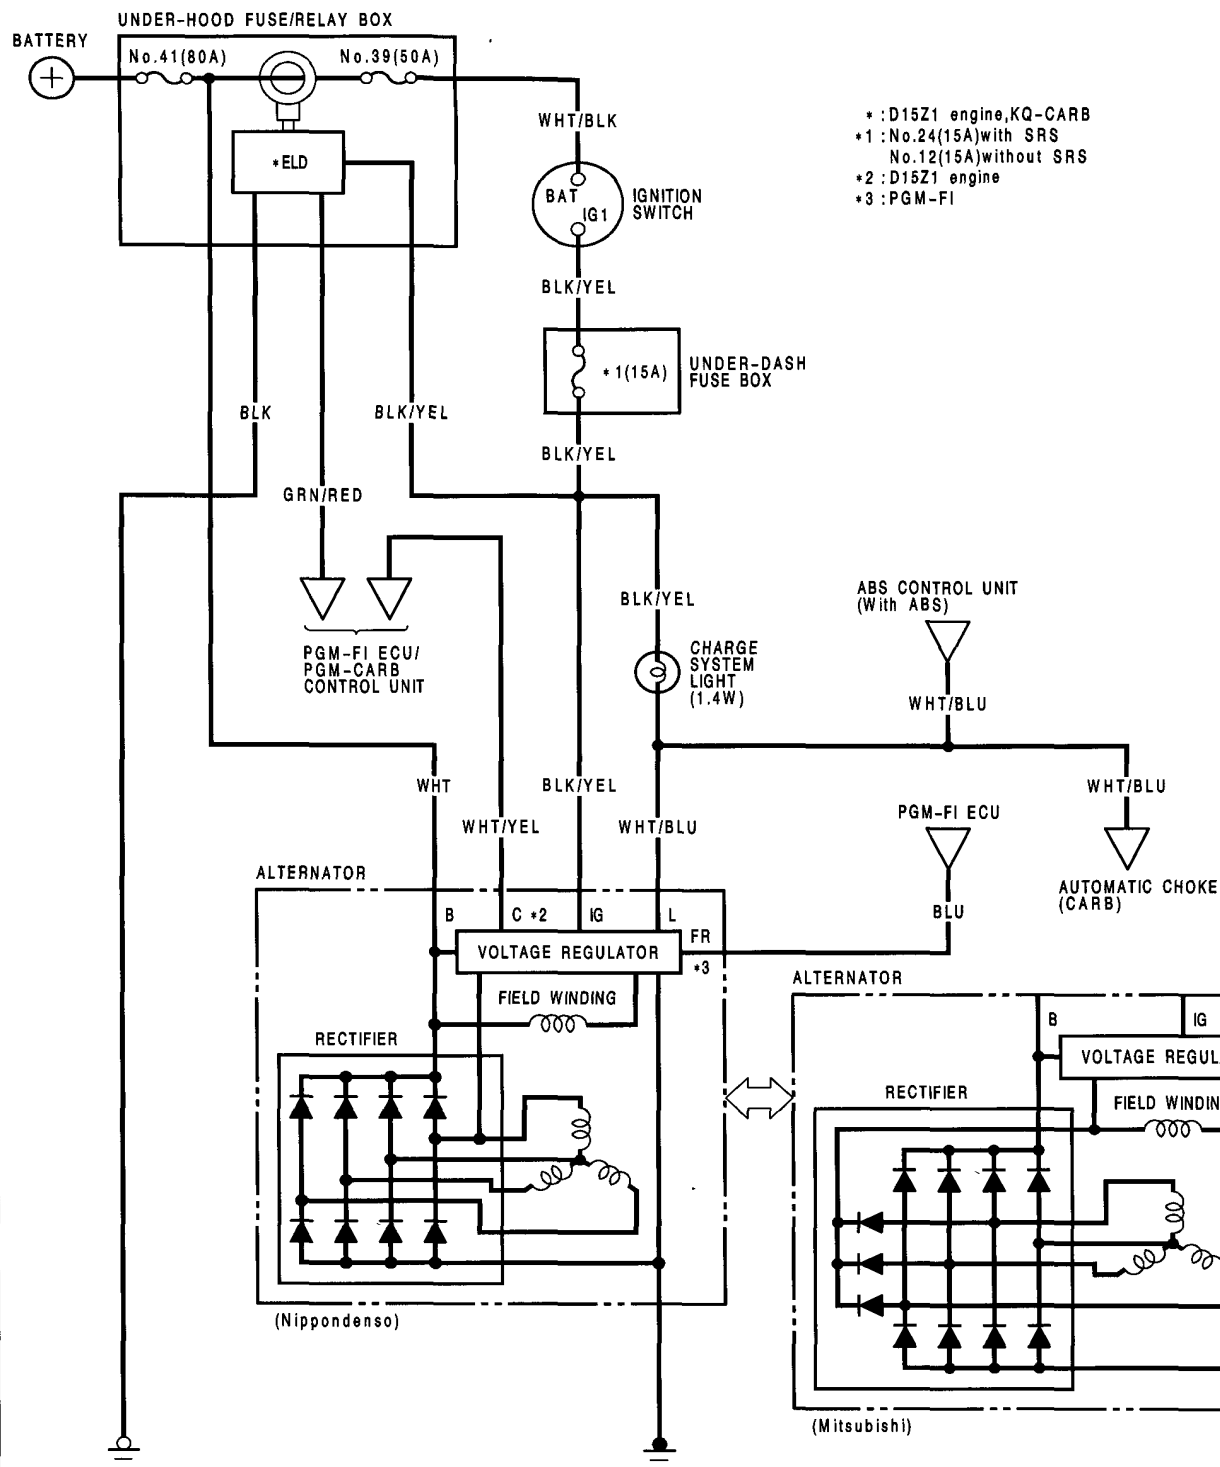 UNDER-HOOD FUSE/RELAY BOX
BATTERY
No.41(80A)
No.39(50A)
*ELD
WHT/BLK
BAT
IG1
IGNITION
SWITCH
* :D15Z1 engine,KQ-CARB
*1 :No.24(15A)with SRS
No.12(15A)without SRS
*2 :D15Z1 engine
*3 :PGM-FI
BLK/YEL
*1(15A)
UNDER-DASH
FUSE BOX
BLK
BLK/YEL
BLK/YEL
GRN/RED
PGM-FI ECU/
PGM-CARB
CONTROL UNIT
BLK/YEL
CHARGE
SYSTEM
LIGHT
(1.4W)
ABS CONTROL UNIT
(With ABS)
WHT/BLU
WHT
BLK/YEL
WHT/BLU
WHT/YEL
WHT/BLU
PGM-FI ECU
BLU
AUTOMATIC CHOKE
(CARB)
ALTERNATOR
B
C *2
IG
L
FR
*3
VOLTAGE REGULATOR
FIELD WINDING
RECTIFIER
(Nippondenso)
ALTERNATOR
B
IG
VOLTAGE REGUL
FIELD WINDIN
RECTIFIER
(Mitsubishi)